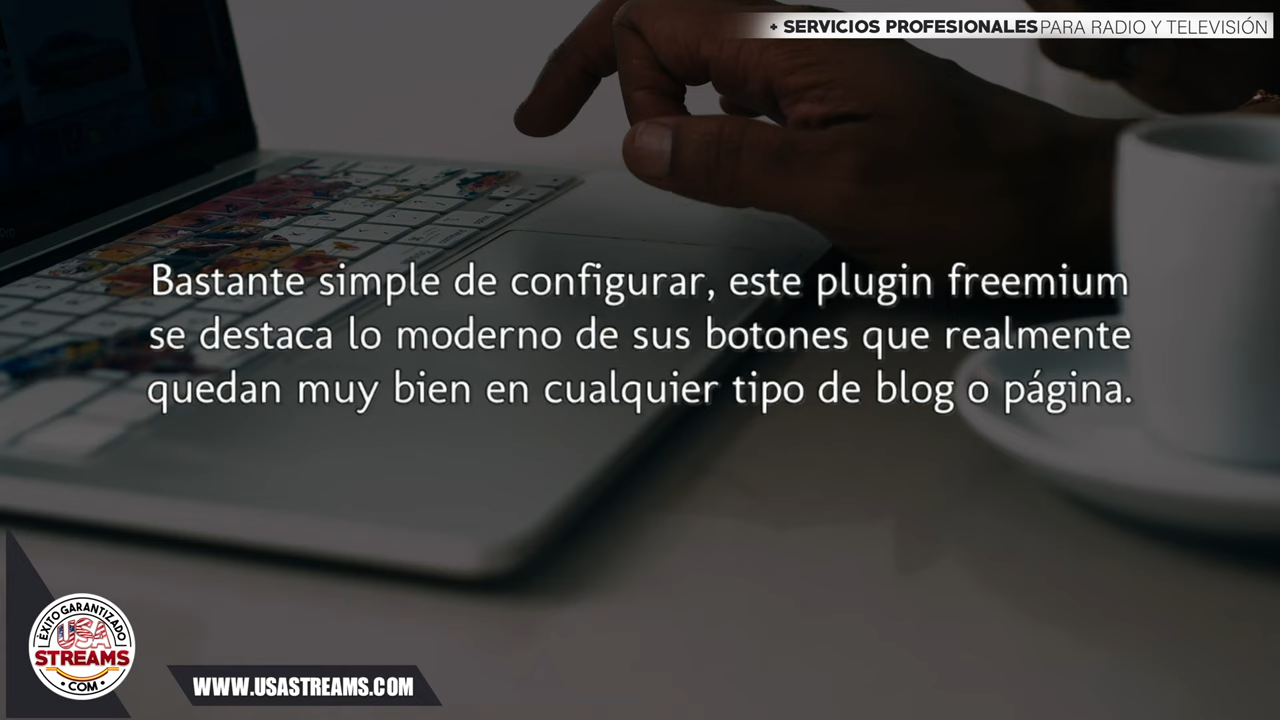 + SERVICIOS PROFESIONALES PARA RADIO Y TELEVISIÓN
Bastante simple de configurar, este plugin freemium
se destaca lo moderno de sus botones que realmente
quedan muy bien en cualquier tipo de blog o página.
ÉXITO GARANTIZADO
USA
STREAMS
• COM •
WWW.USASTREAMS.COM